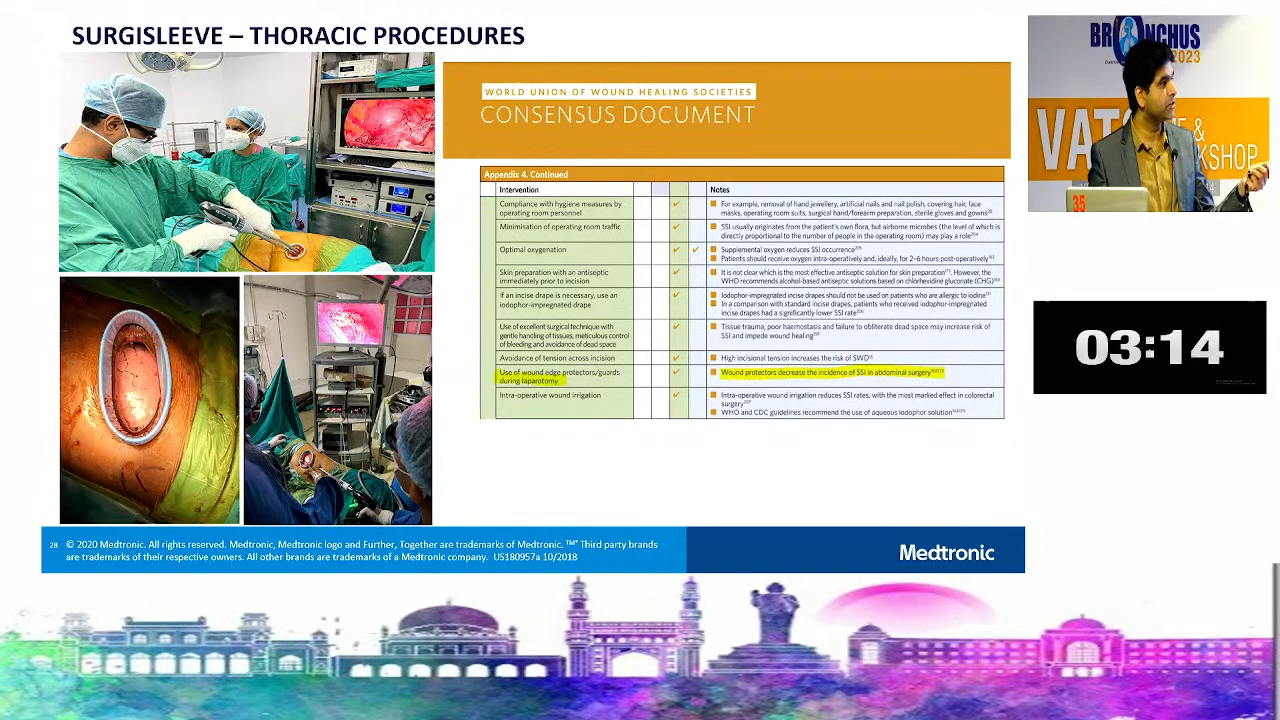 SURGISLEEVE – THORACIC PROCEDURES
WORLD UNION OF WOUND HEALING SOCIETIES
CONSENSUS DOCUMENT
Appendix 4. Continued
Intervention
Notes
Compliance with hygiene measures by
operating room personnel
✓
■ For example, removal of hand jewellery, artificial nails and nail polish, covering hair, face
masks, operating room suits, surgical hand/forearm preparation, sterile gloves and gowns
Minimisation of operating room traffic
✓
■ SSI usually originates from the patient's own flora, but airborne microbes (the level of which is
directly proportional to the number of people in the operating room) may play a role
Optimal oxygenation
✓ ✓
■ Supplemental oxygen reduces SSI occurrence
■ Patients should receive oxygen intra-operatively and, ideally, for 2–6 hours post-operatively
Skin preparation with an antiseptic
immediately prior to incision
✓
■ It is not clear which is the most effective antiseptic solution for skin preparation. However, the
WHO recommends alcohol-based antiseptic solutions based on chlorhexidine gluconate (CHG)
If an incise drape is necessary, use an
iodophor-impregnated drape
✓
■ Iodophor-impregnated incise drapes should not be used on patients who are allergic to iodine
■ In a comparison with standard incise drapes, patients who received iodophor-impregnated
incise drapes had a significantly lower SSI rate
Use of excellent surgical technique with
gentle handling of tissues, meticulous control
of bleeding and avoidance of dead space
✓
■ Tissue trauma, poor haemostasis and failure to obliterate dead space may increase risk of
SSI and impede wound healing
Avoidance of tension across incision
✓
■ High incisional tension increases the risk of SWD
Use of wound edge protectors/guards
during laparotomy
✓
■ Wound protectors decrease the incidence of SSI in abdominal surgery
Intra-operative wound irrigation
✓
■ Intra-operative wound irrigation reduces SSI rates, with the most marked effect in colorectal
surgery
■ WHO and CDC guidelines recommend the use of aqueous iodophor solution
28 © 2020 Medtronic. All rights reserved. Medtronic, Medtronic logo and Further, Together are trademarks of Medtronic. ™* Third party brands
are trademarks of their respective owners. All other brands are trademarks of a Medtronic company. US180957a 10/2018
Medtronic
BR NCHUS
2023
VATS
&
KSHOP
35
03:14